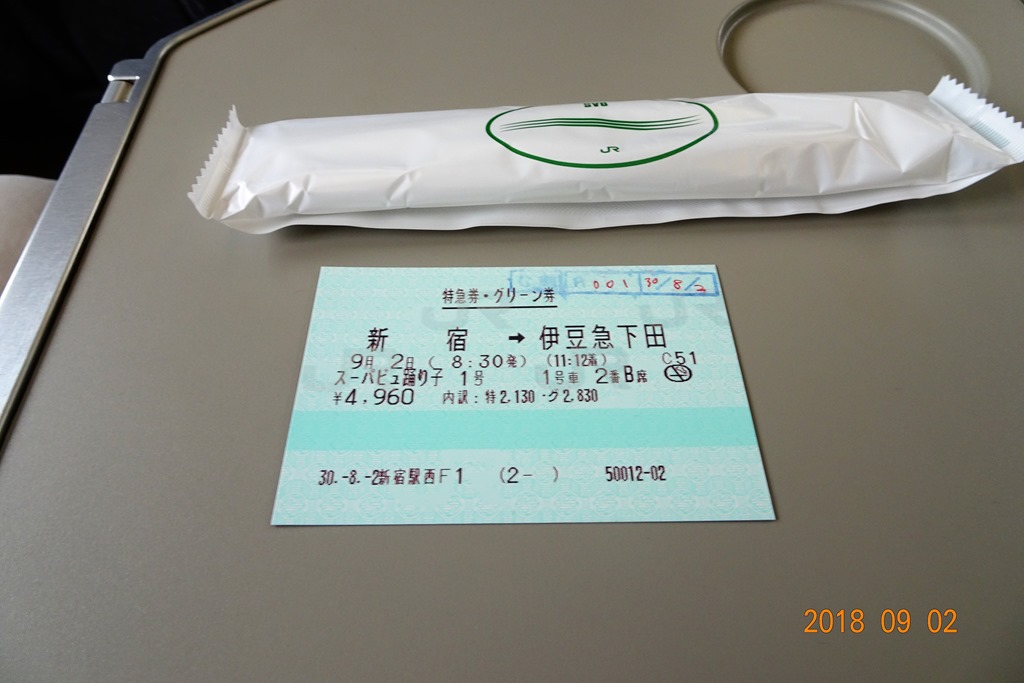 SVO
JR
001 30/8/2
特急券・グリーン券
新 宿 → 伊豆急下田
9月 2日 ( 8:30発) (11:12着) C51
スーパビュ踊り子 1号 1号車 2番B席
¥4,960 内訳:特2,130・グ2,830
30.-8.-2新宿駅西F1 (2- ) 50012-02
2018 09 02